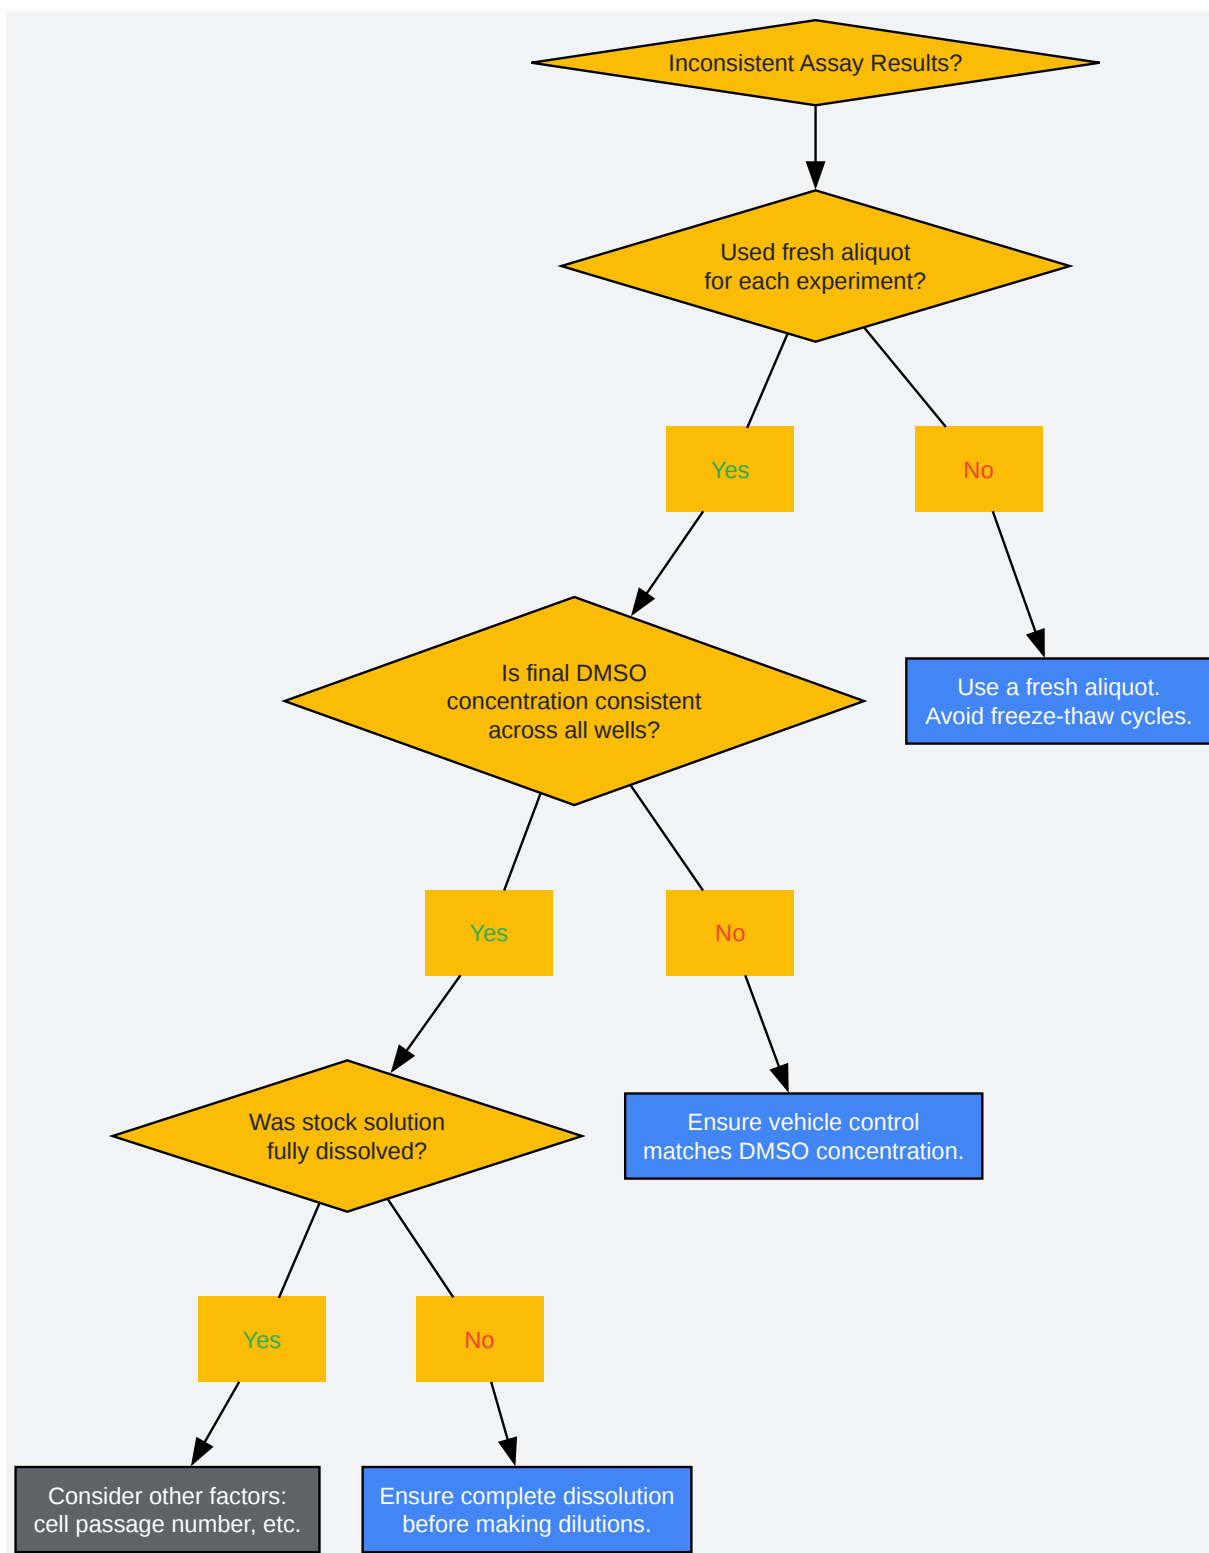 Inconsistent Assay Results?
Used fresh aliquot
for each experiment?
Yes
No
Is final DMSO
concentration consistent
across all wells?
Use a fresh aliquot.
Avoid freeze-thaw cycles.
Yes
No
Was stock solution
fully dissolved?
Ensure vehicle control
matches DMSO concentration.
Yes
No
Consider other factors:
cell passage number, etc.
Ensure complete dissolution
before making dilutions.